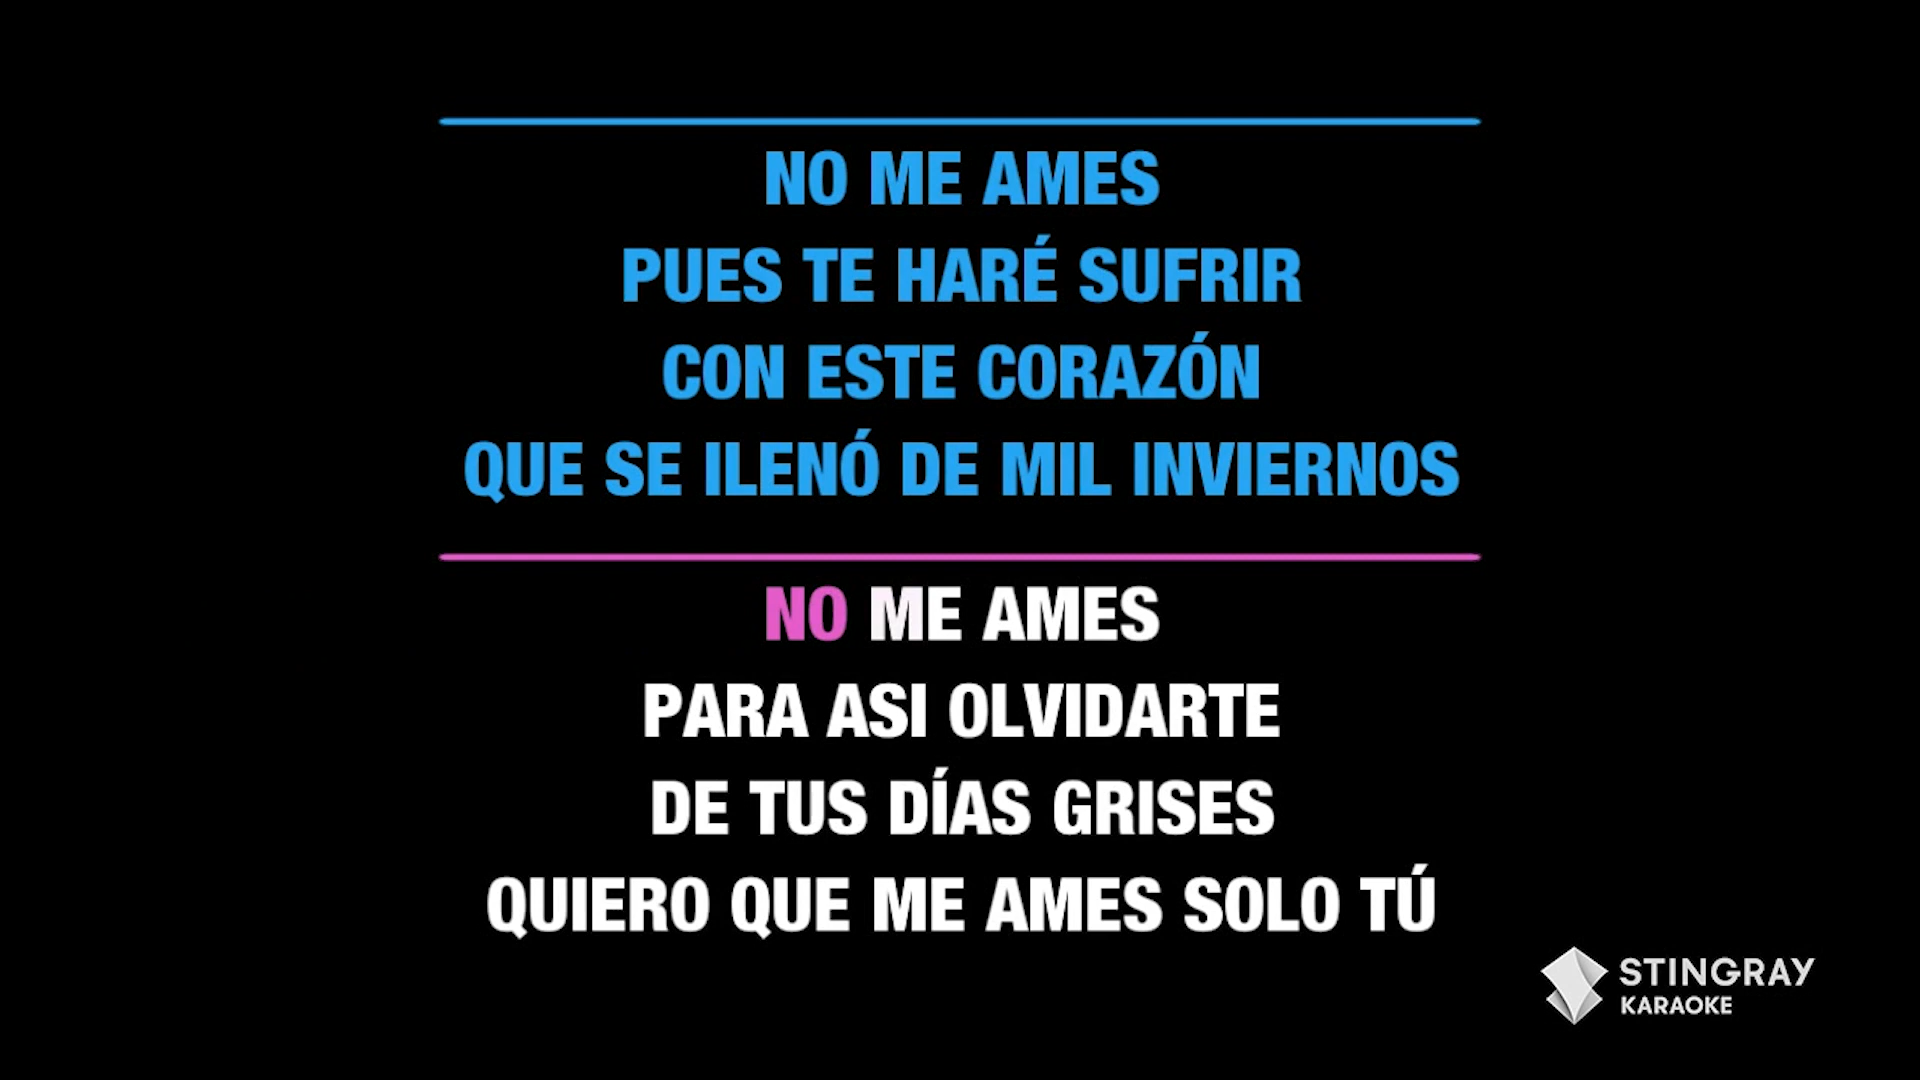 NO ME AMES
PUES TE HARÉ SUFRIR
CON ESTE CORAZÓN
QUE SE ILENÓ DE MIL INVIERNOS
NO ME AMES
PARA ASI OLVIDARTE
DE TUS DÍAS GRISES
QUIERO QUE ME AMES SOLO TÚ
STINGRAY
KARAOKE